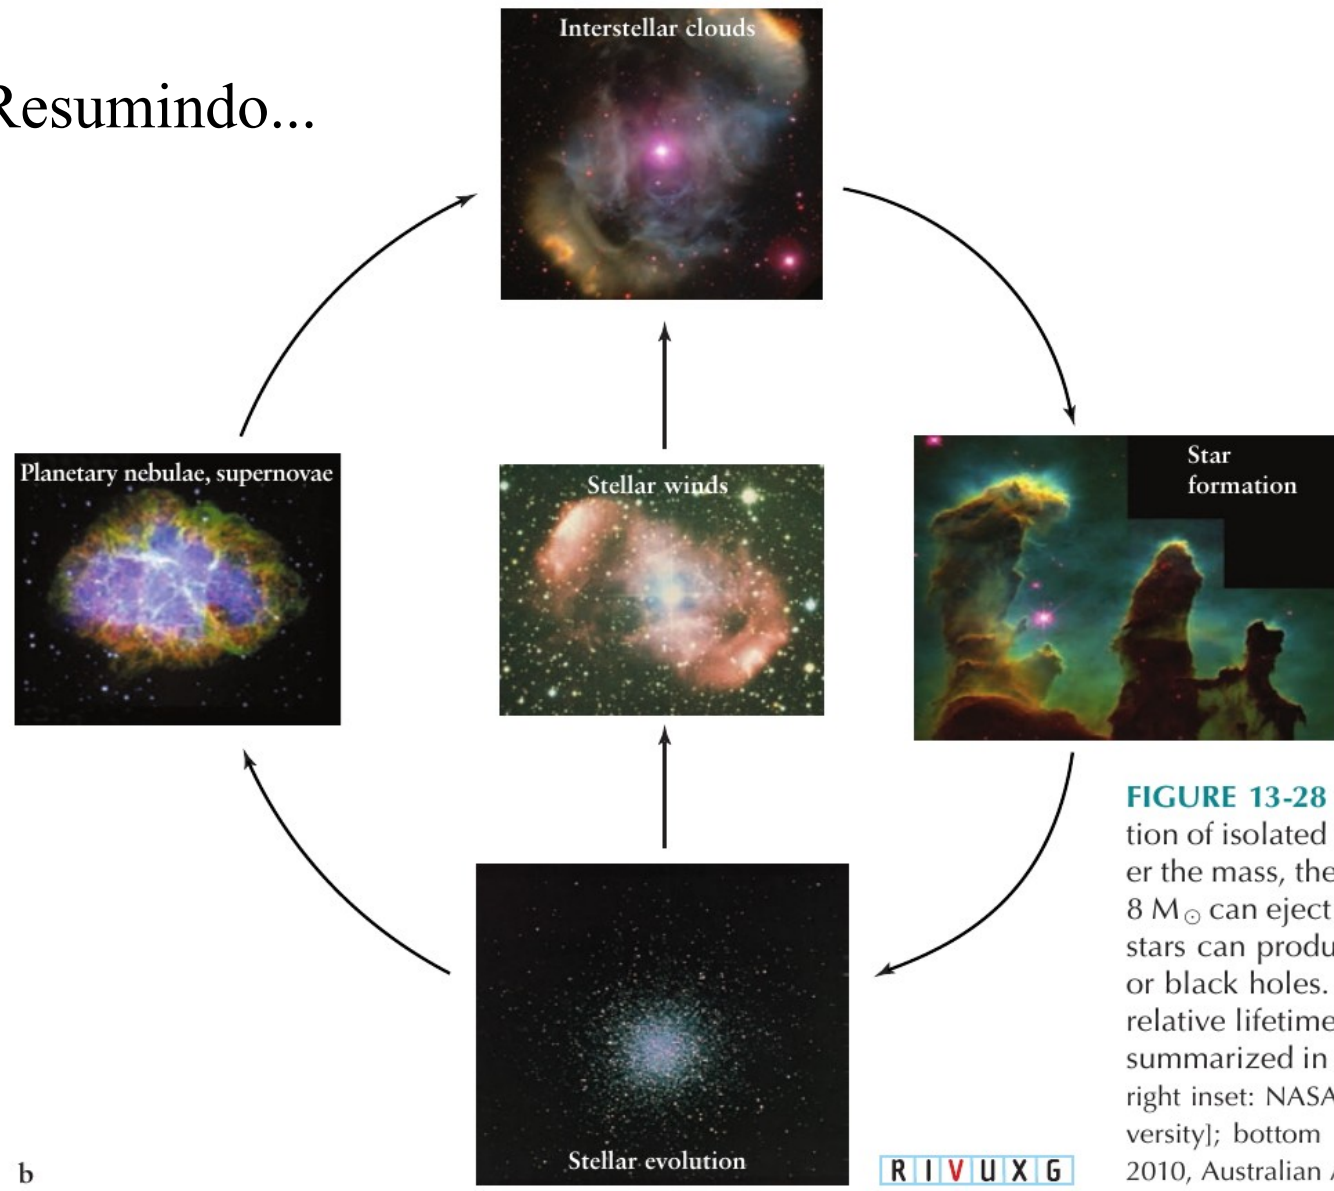 Resumindo...
Interstellar clouds
Planetary nebulae, supernovae
Stellar winds
Star
formation
Stellar evolution
b
R I V U X G
FIGURE 13-28
tion of isolated
er the mass, the
8 M☉ can eject
stars can produ
or black holes.
relative lifetime
summarized in
right inset: NASA
versity]; bottom
2010, Australian A